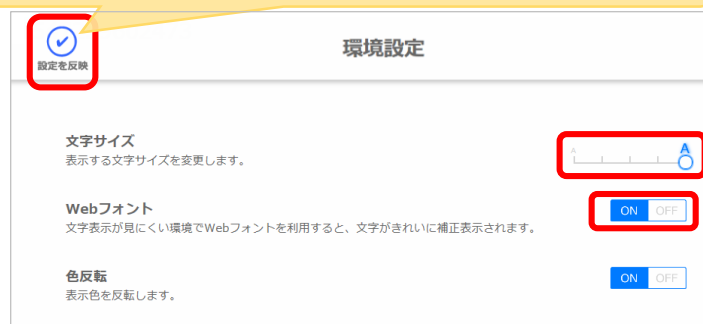 設定を反映
環境設定
文字サイズ
表示する文字サイズを変更します。
A A
Webフォント
文字表示が見にくい環境でWebフォントを利用すると、文字がきれいに補正表示されます。
ON OFF
色反転
表示色を反転します。
ON OFF